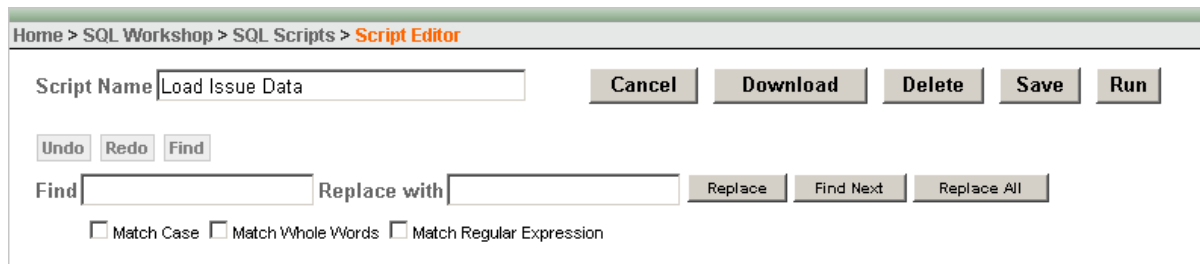 Home > SQL Workshop > SQL Scripts > Script Editor
Script Name Load Issue Data Cancel Download Delete Save Run
Undo Redo Find
Find Replace with Replace Find Next Replace All
Match Case Match Whole Words Match Regular Expression